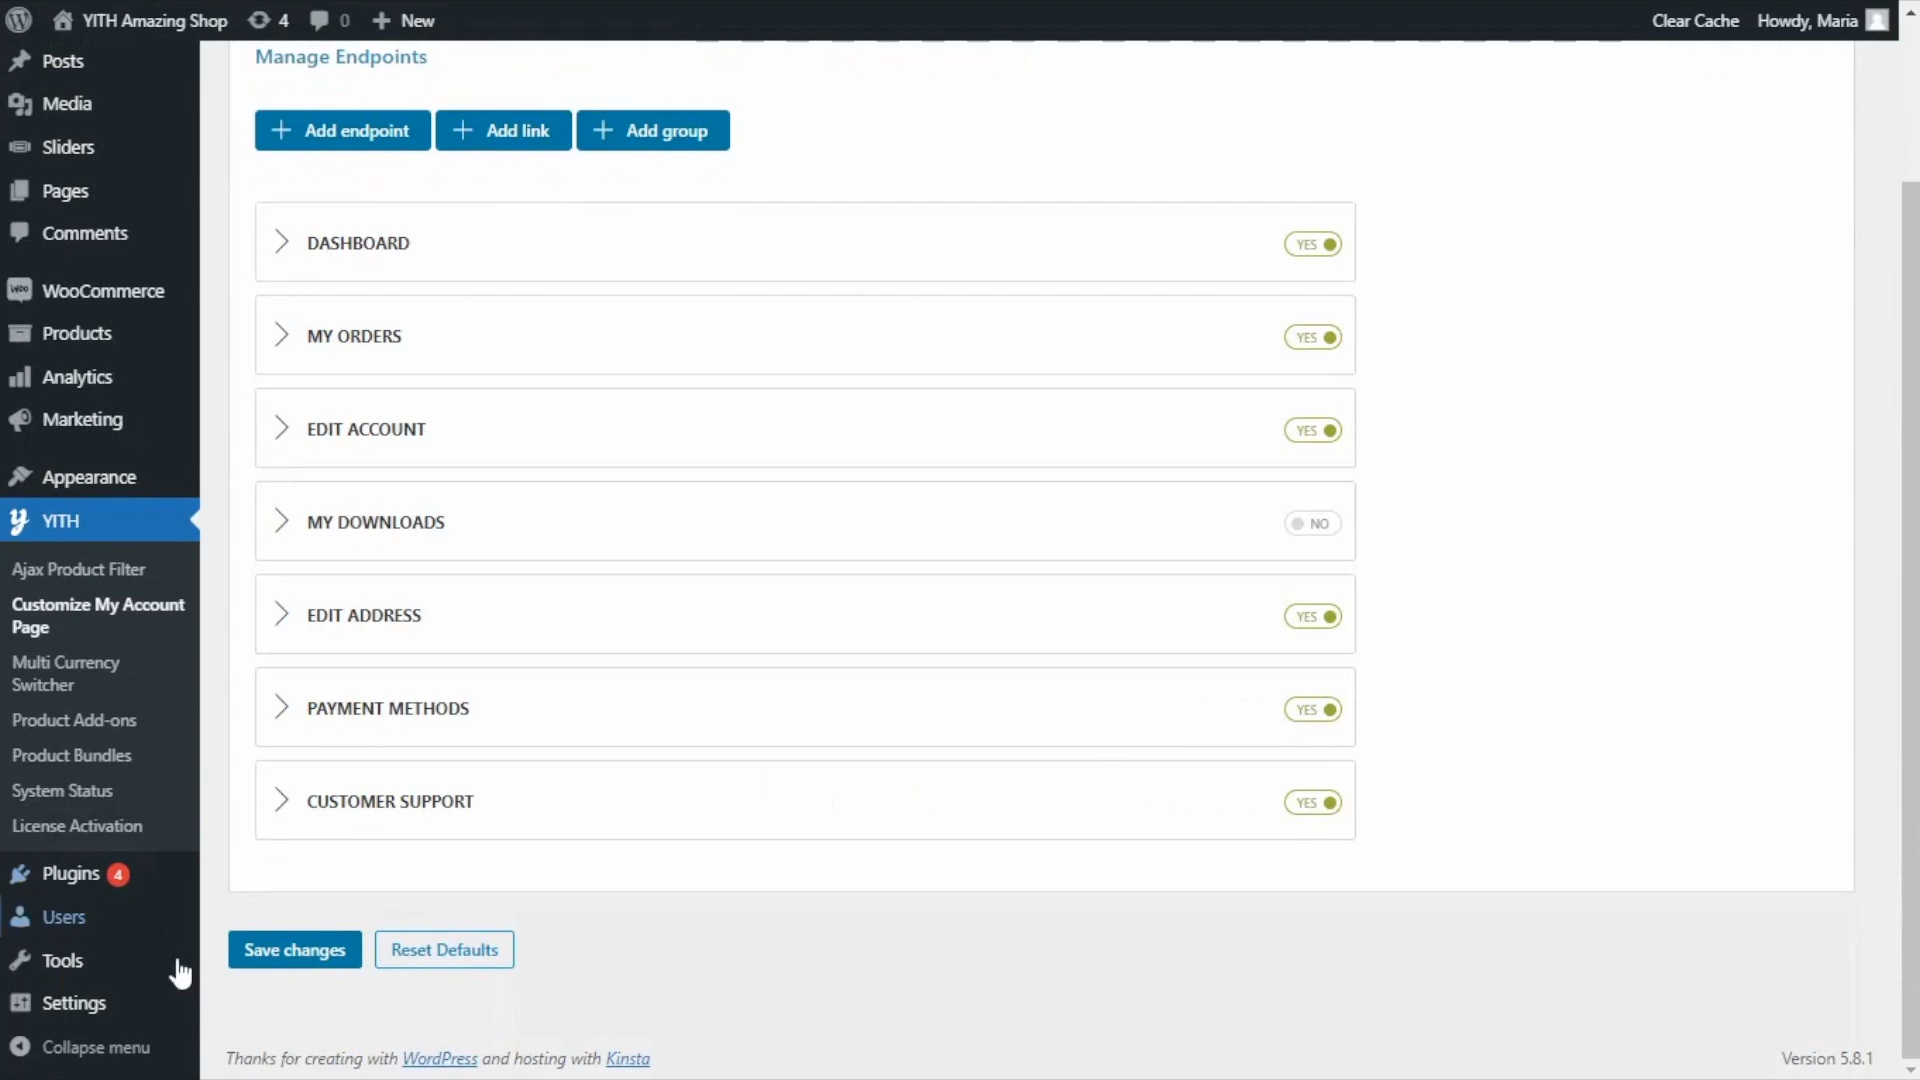 YITH Amazing Shop 4 0 New Clear Cache Howdy, Maria
Posts
Media
Sliders
Pages
Comments
Woo WooCommerce
Products
Analytics
Marketing
Appearance
YITH
Ajax Product Filter
Customize My Account
Page
Multi Currency
Switcher
Product Add-ons
Product Bundles
System Status
License Activation
Plugins 4
Users
Tools
Settings
Collapse menu
Manage Endpoints
Add endpoint Add link Add group
DASHBOARD YES
MY ORDERS YES
EDIT ACCOUNT YES
MY DOWNLOADS NO
EDIT ADDRESS YES
PAYMENT METHODS YES
CUSTOMER SUPPORT YES
Save changes Reset Defaults
Thanks for creating with WordPress and hosting with Kinsta Version 5.8.1